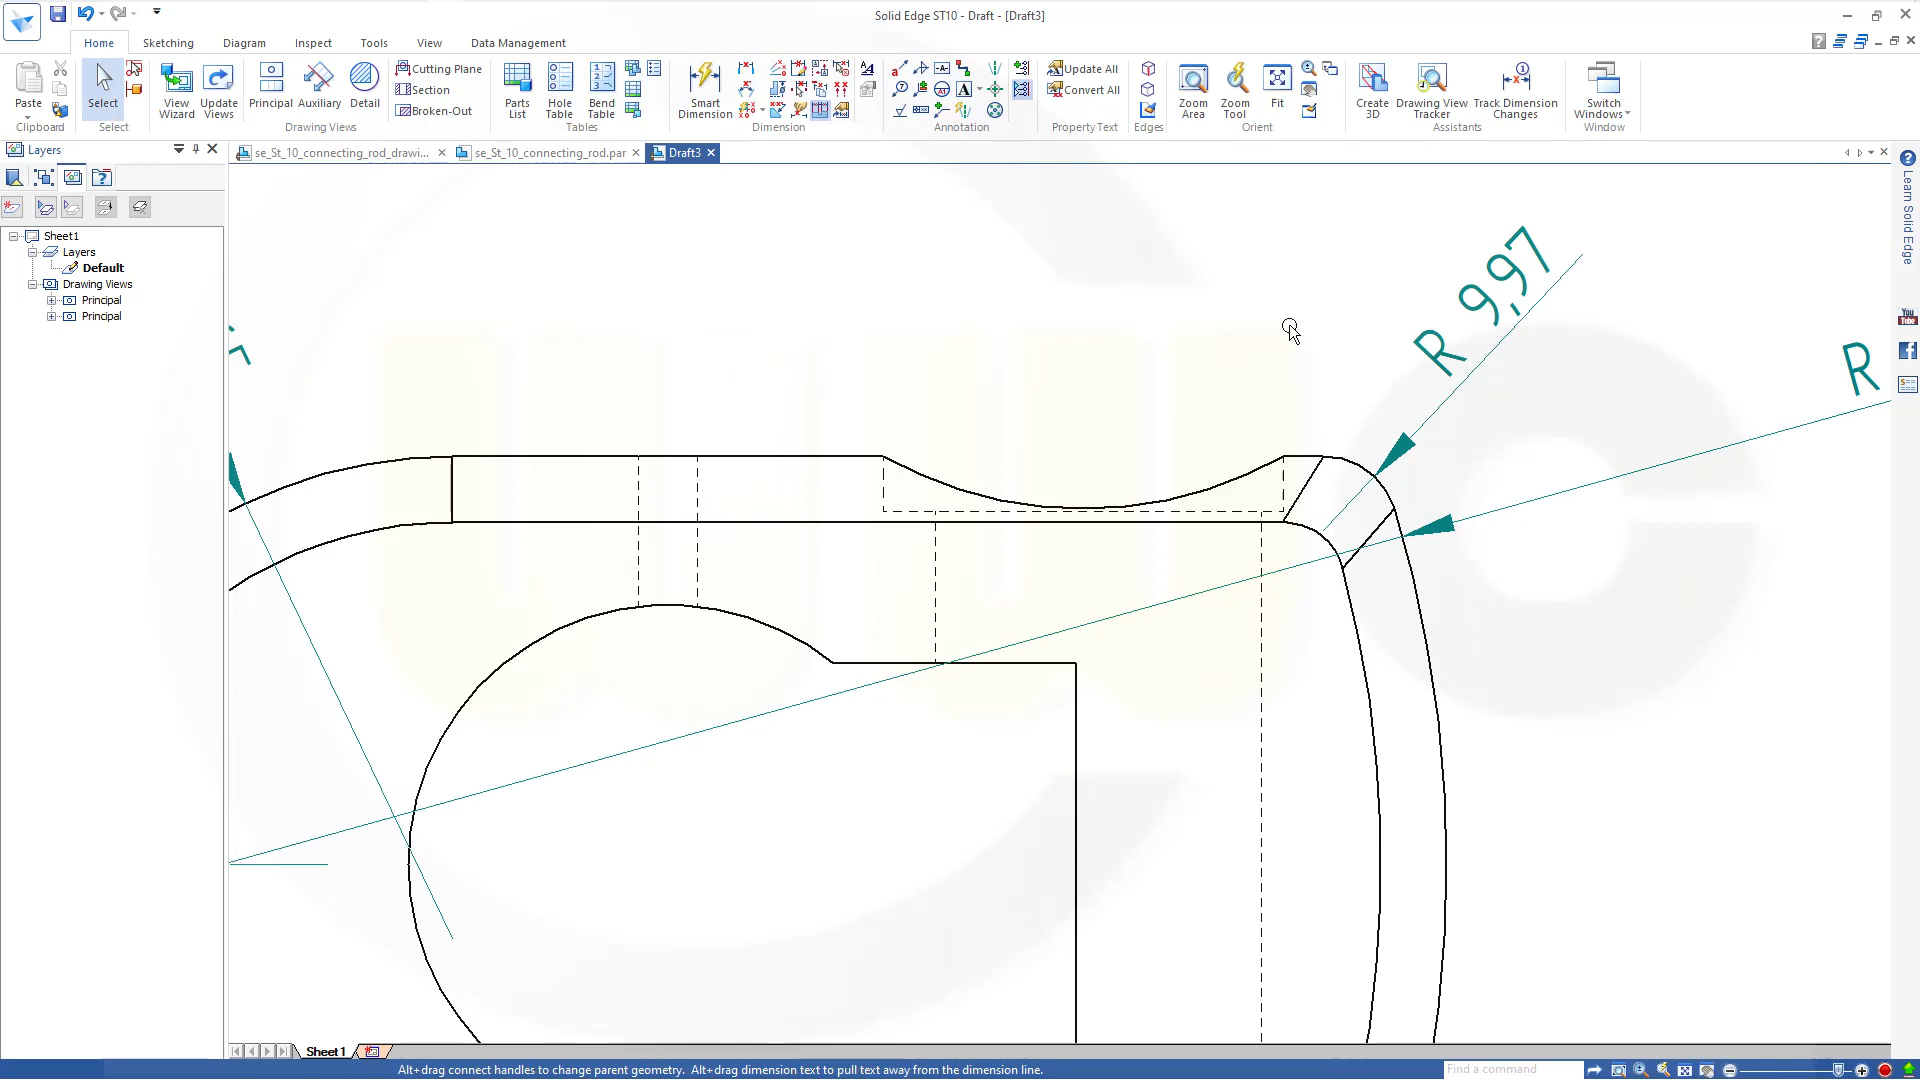 Solid Edge ST10 - Draft - [Draft3]
Home Sketching Diagram Inspect Tools View Data Management
Paste
Clipboard
Select
Select
View Wizard
Update Views
Principal
Auxiliary
Detail
Cutting Plane
Section
Broken-Out
Drawing Views
Parts List
Hole Table
Bend Table
Tables
Smart Dimension
Dimension
Annotation
Update All
Convert All
Property Text
Edges
Zoom Area
Zoom Tool
Fit
Orient
Create 3D
Drawing View Tracker
Track Dimension Changes
Assistants
Switch Windows
Window
Layers
se_St_10_connecting_rod_drawi...
se_St_10_connecting_rod.par
Draft3
Sheet1
Layers
Default
Drawing Views
Principal
Principal
R 9,97
R
Learn Solid Edge
You Tube
Sheet 1
Alt+drag connect handles to change parent geometry. Alt+drag dimension text to pull text away from the dimension line.
Find a command